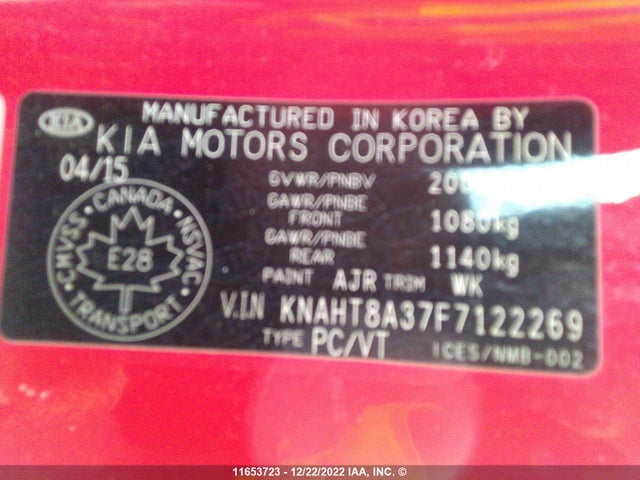 KIA
MANUFACTURED IN KOREA BY
KIA MOTORS CORPORATION
04/15
GVWR/PNBV
GAWR/PNBE
FRONT 1080kg
GAWR/PNBE
REAR 1140kg
PAINT AJR TRIM WK
V.I.N KNAHT8A37F7122269
TYPE PC/VT ICES/NMB-002
CANADA
CMVSS · NSVAC
E28
TRANSPORT
11653723 - 12/22/2022 IAA, INC. ©